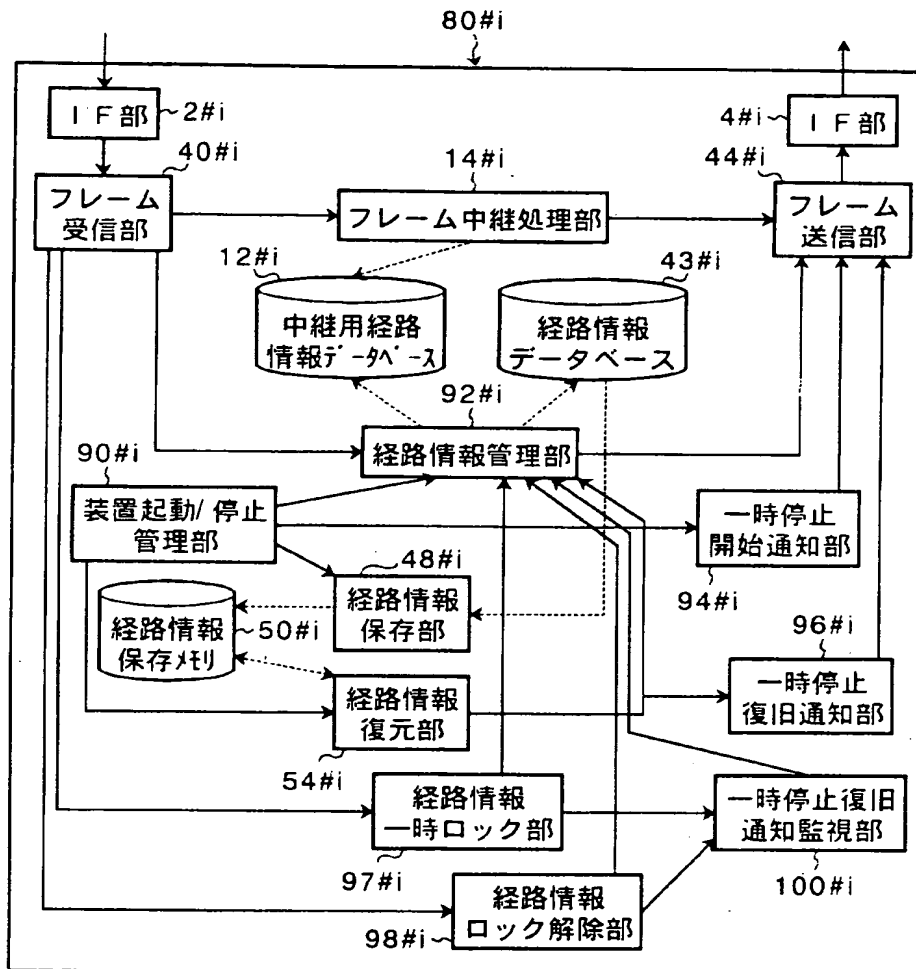 80#i
IF部
2#i
4#i
IF部
40#i
14#i
44#i
フレーム
受信部
フレーム中継処理部
フレーム
送信部
12#i
43#i
中継用経路
情報ﾃﾞｰﾀﾍﾞｰｽ
経路情報
データベース
92#i
経路情報管理部
90#i
装置起動/停止
管理部
一時停止
開始通知部
94#i
48#i
経路情報
保存部
経路情報
保存ﾒﾓﾘ
50#i
96#i
一時停止
復旧通知部
経路情報
復元部
54#i
経路情報
一時ロック部
97#i
一時停止復旧
通知監視部
100#i
経路情報
ロック解除部
98#i